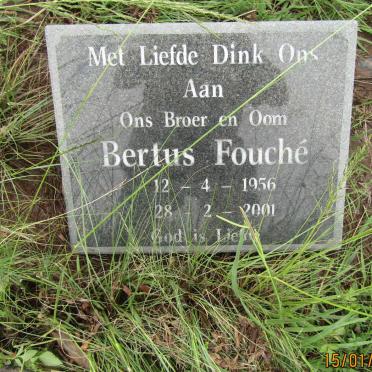 Met Liefde Dink Ons
Aan
Ons Broer en Oom
Bertus Fouché
12 - 4 - 1956
28 - 2 - 2001
God is Liefde
15/01/